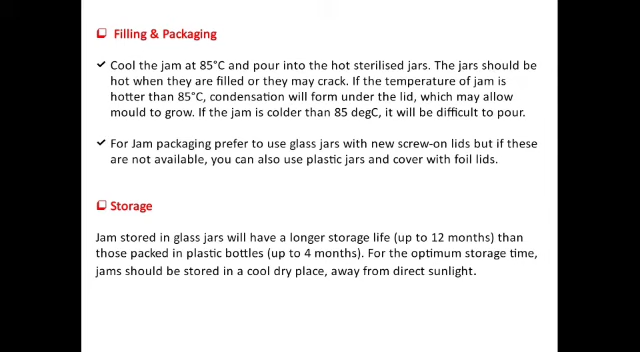 Filling & Packaging
Cool the jam at 85°C and pour into the hot sterilised jars. The jars should be
hot when they are filled or they may crack. If the temperature of jam is
hotter than 85°C, condensation will form under the lid, which may allow
mould to grow. If the jam is colder than 85 degC, it will be difficult to pour.
For Jam packaging prefer to use glass jars with new screw-on lids but if these
are not available, you can also use plastic jars and cover with foil lids.
Storage
Jam stored in glass jars will have a longer storage life (up to 12 months) than
those packed in plastic bottles (up to 4 months). For the optimum storage time,
jams should be stored in a cool dry place, away from direct sunlight.